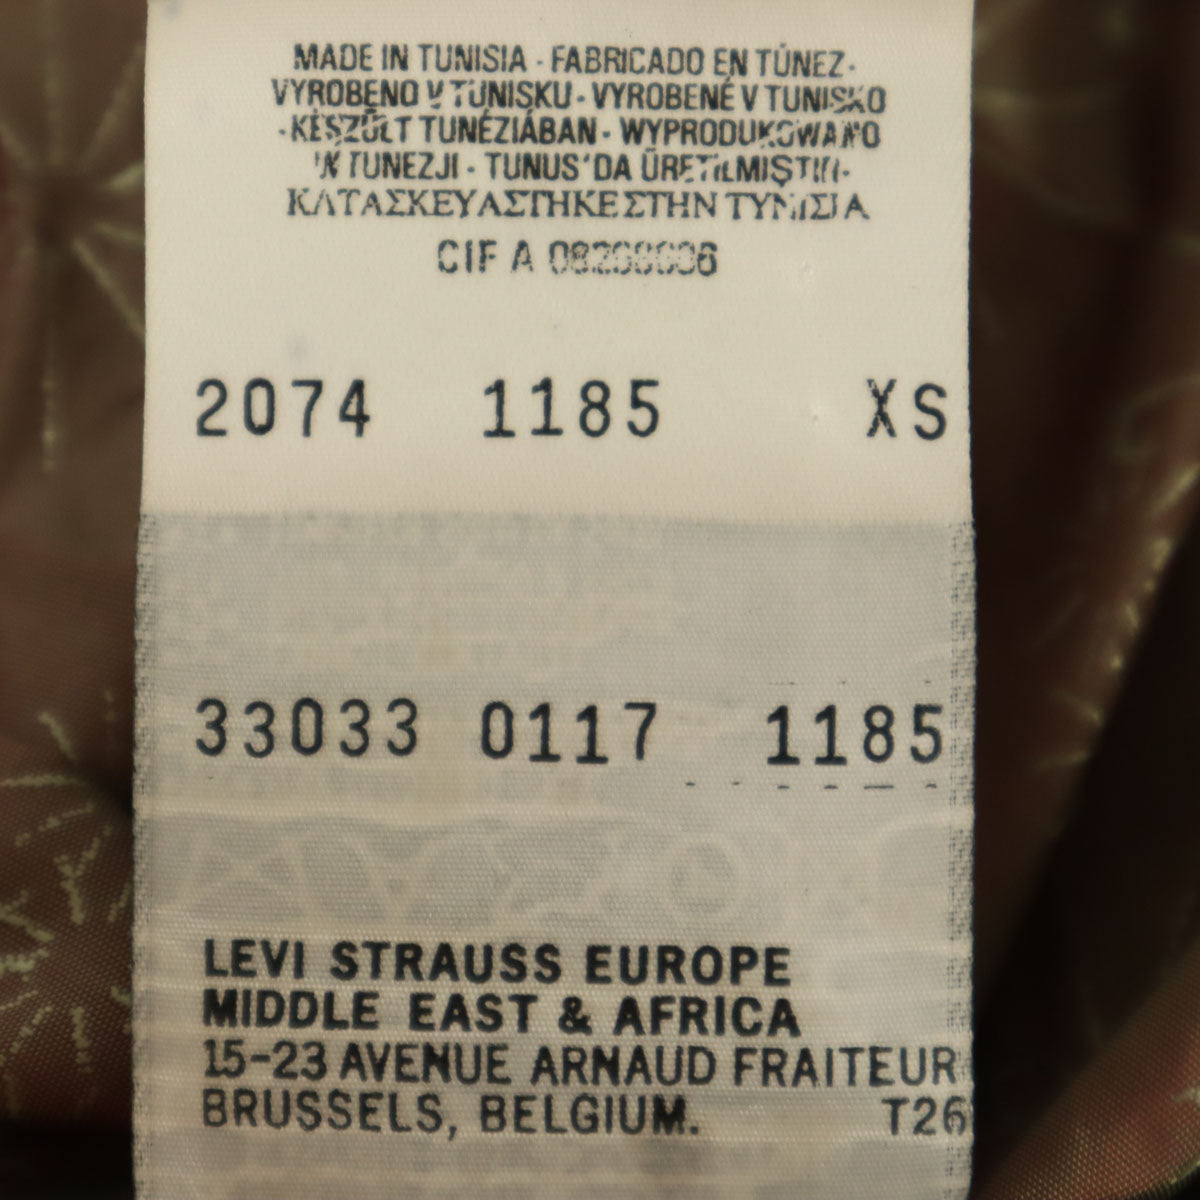 MADE IN TUNISIA · FABRICADO EN TÚNEZ·
VYROBENO V TUNISKU · VYROBENÉ V TUNISKO
·KÉSZÜLT TUNÉZIÁBAN · WYPRODUKOWANO
W TUNEZJI · TUNUS'DA ÜRETILMIŞTIR·
ΚΑΤΑΣΚΕΥΑΣΤΗΚΕ ΣΤΗΝ ΤΥΝΙΣΙΑ
CIF A
2074 1185 XS
33033 0117 1185
LEVI STRAUSS EUROPE
MIDDLE EAST & AFRICA
15-23 AVENUE ARNAUD FRAITEUR
BRUSSELS, BELGIUM. T26